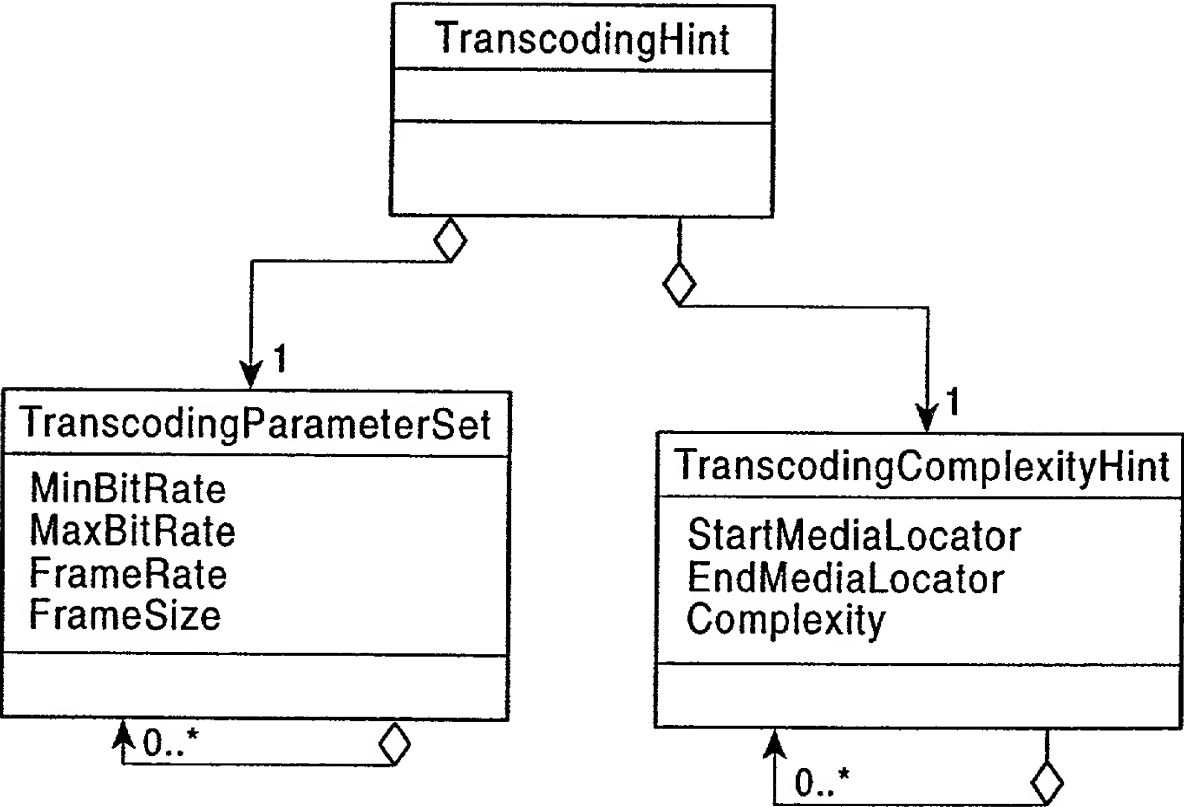 TranscodingHint
1
TranscodingParameterSet
MinBitRate
MaxBitRate
FrameRate
FrameSize
0..*
1
TranscodingComplexityHint
StartMediaLocator
EndMediaLocator
Complexity
0..*